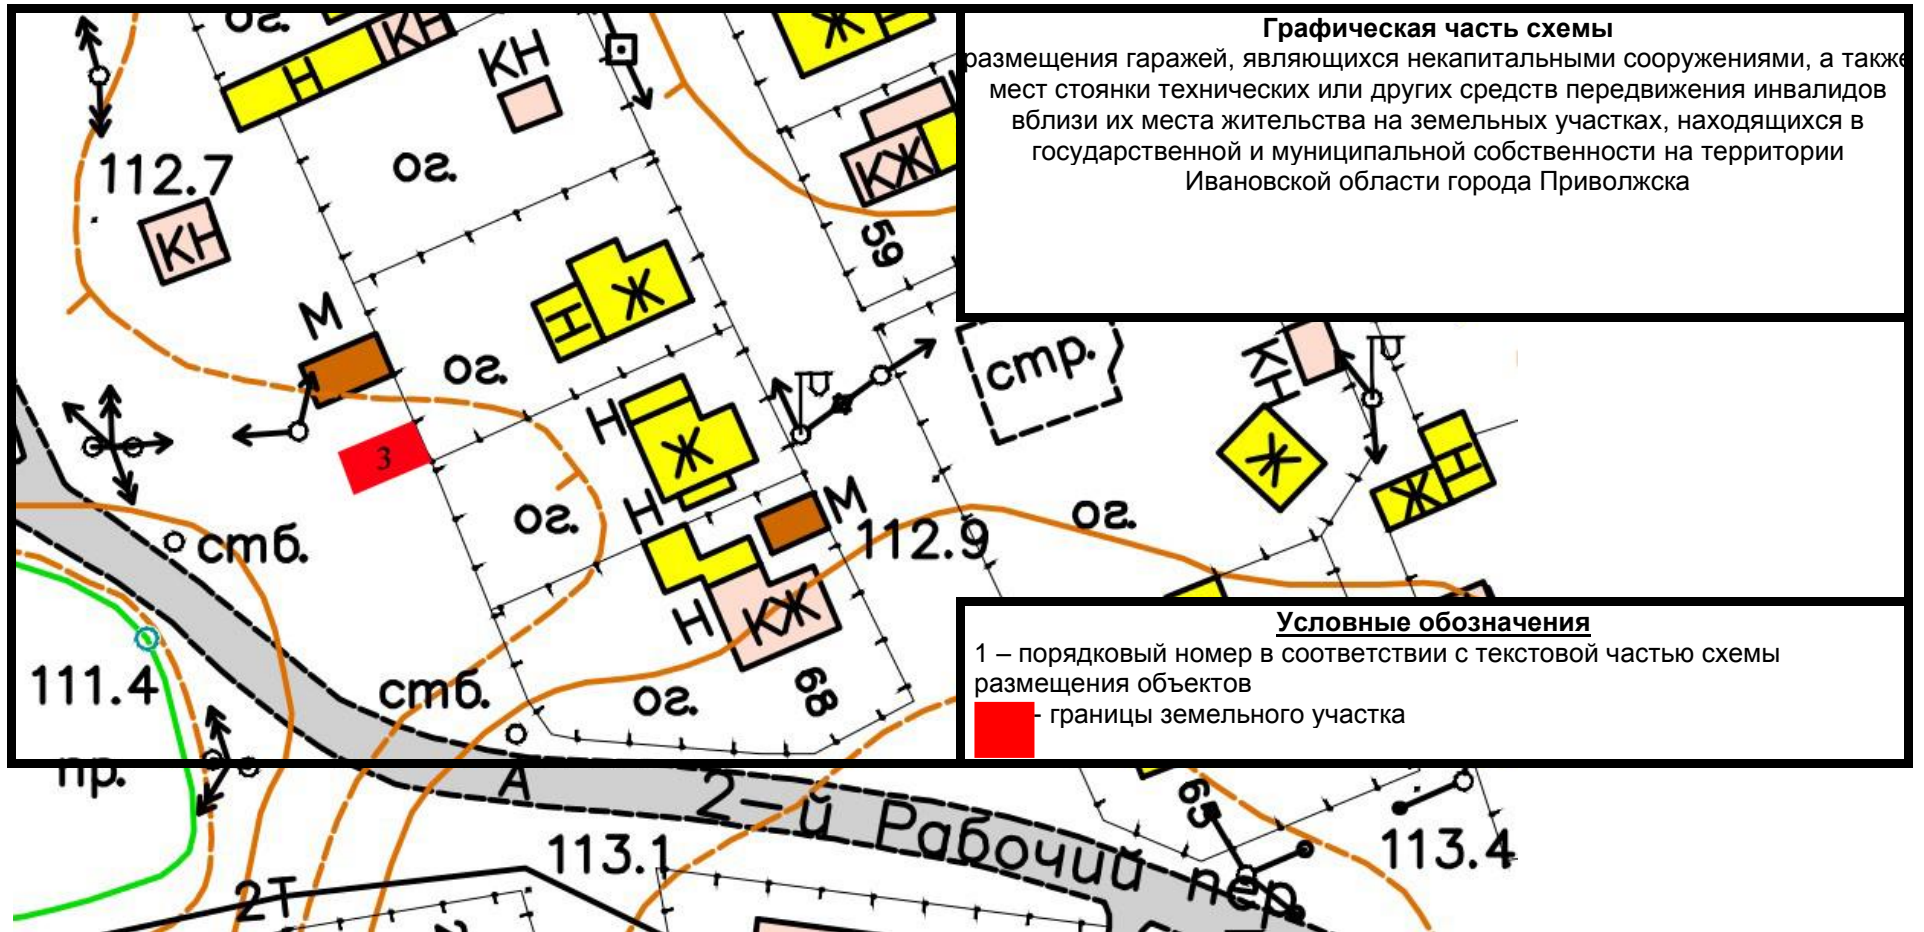 Графическая часть схемы
размещения гаражей, являющихся некапитальными сооружениями, а также
мест стоянки технических или других средств передвижения инвалидов
вблизи их места жительства на земельных участках, находящихся в
государственной и муниципальной собственности на территории
Ивановской области города Приволжска
ог.
КН
Н
КН
Ж
Н
112.7
ог.
КЖ
КН
59
М
Н
Ж
ог.
стр.
КН
Н
Ж
Ж
Ж
Н
3
ог.
Н
М
ог.
112.9
стб.
Н
КЖ
111.4
стб.
ог.
68
Условные обозначения
1 – порядковый номер в соответствии с текстовой частью схемы
размещения объектов
- границы земельного участка
пр.
А
2-й Рабочий пер.
65
113.1
113.4
2Т